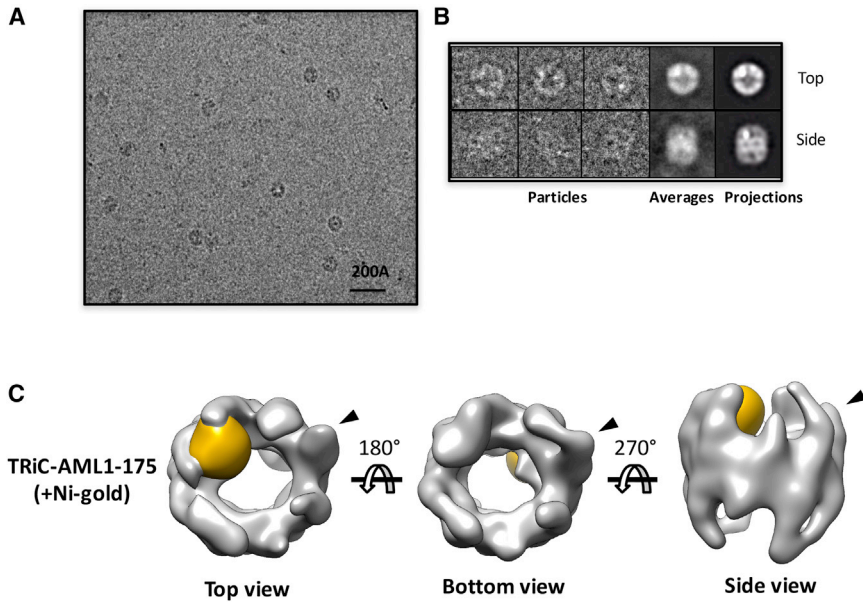 A
200A
B
Top
Side
Particles
Averages
Projections
C
TRiC-AML1-175
(+Ni-gold)
180°
270°
Top view
Bottom view
Side view